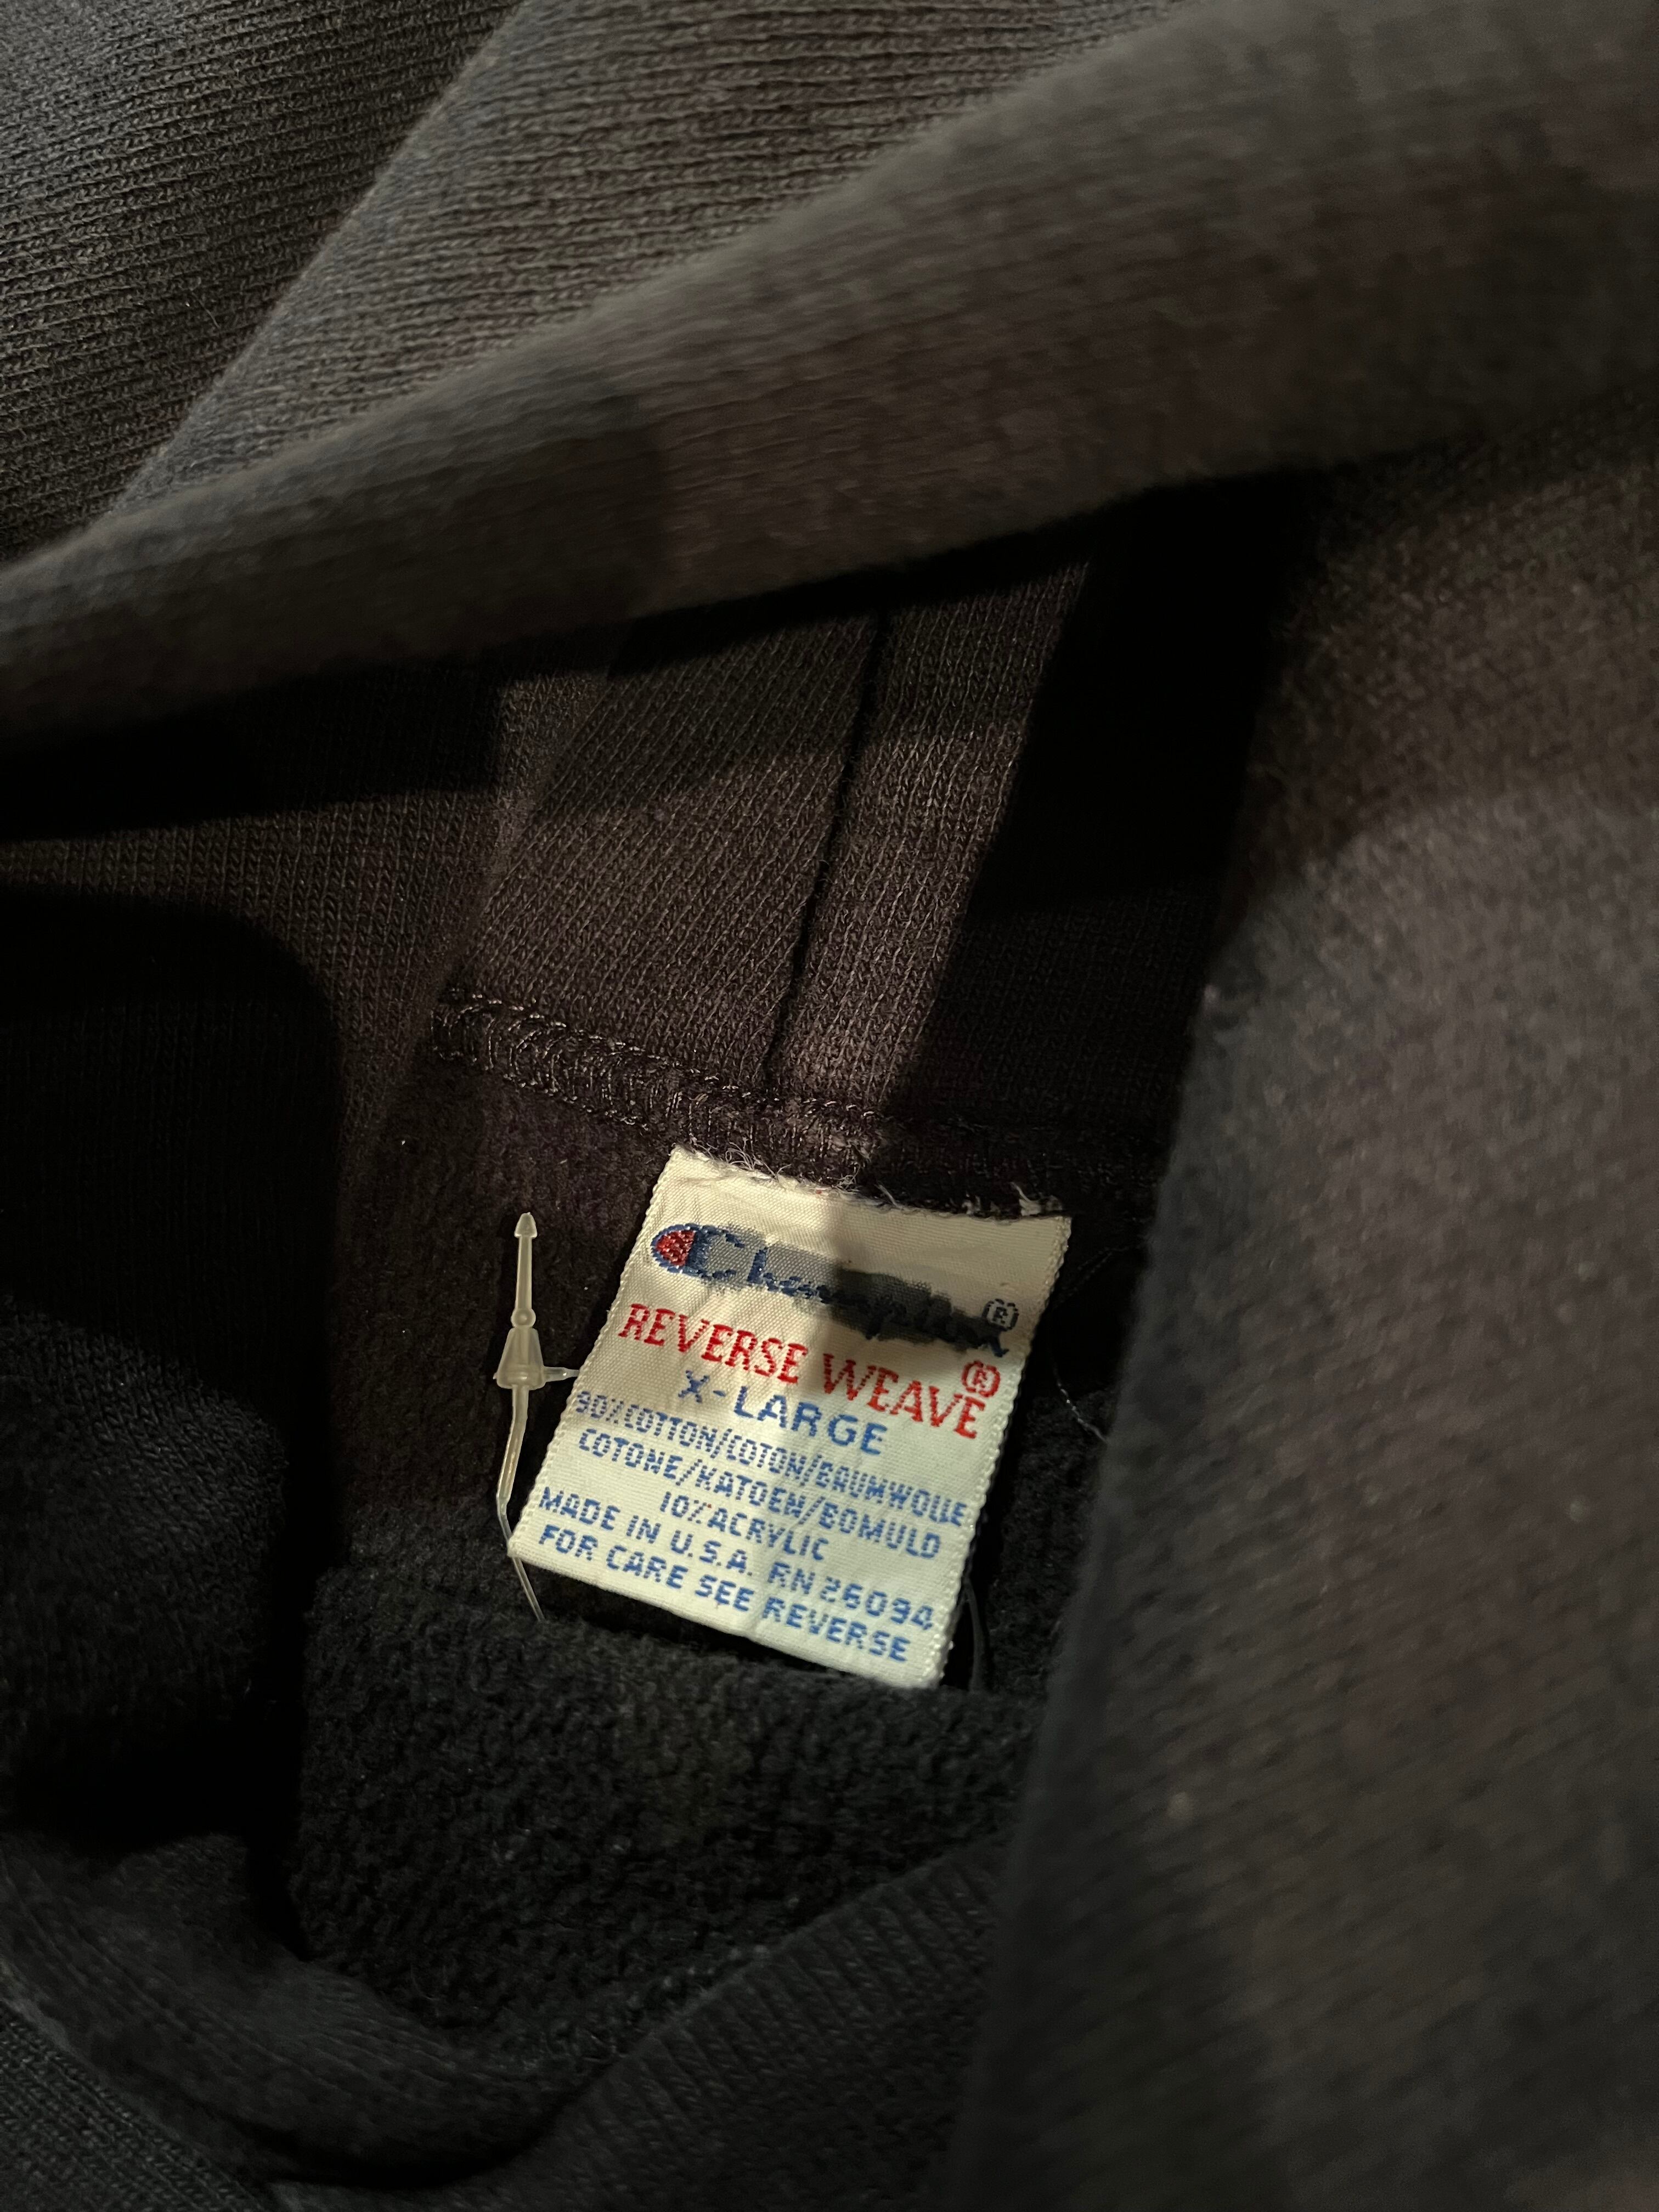 Champion®
REVERSE WEAVE®
X-LARGE
90%COTTON/COTON/BAUMWOLLE
COTONE/KATOEN/BOMULD
10%ACRYLIC
MADE IN U.S.A. RN 26094
FOR CARE SEE REVERSE